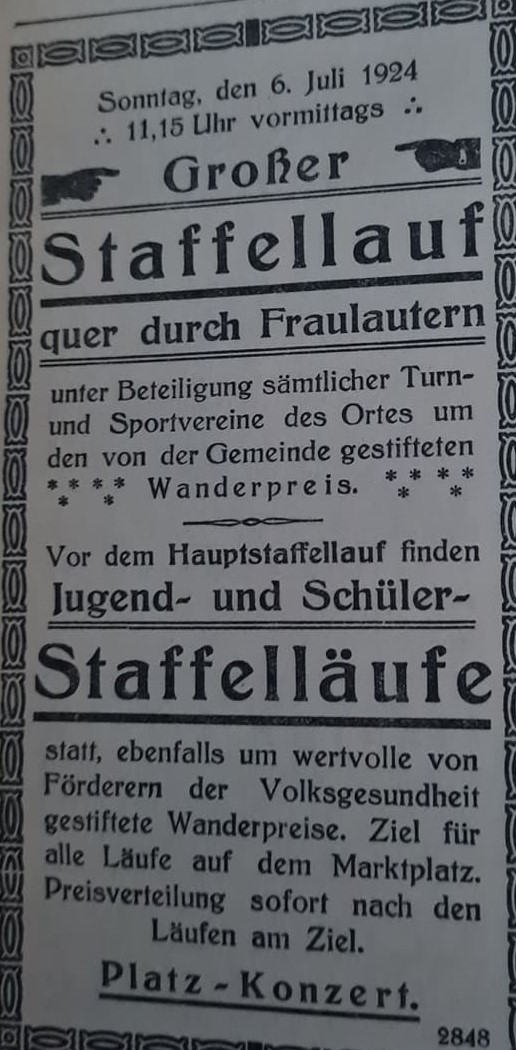 Sonntag, den 6. Juli 1924
∴ 11,15 Uhr vormittags ∴
Großer
Staffellauf
quer durch Fraulautern
unter Beteiligung sämtlicher Turn-
und Sportvereine des Ortes um
den von der Gemeinde gestifteten
****** Wanderpreis. ******
Vor dem Hauptstaffellauf finden
Jugend- und Schüler-
Staffelläufe
statt, ebenfalls um wertvolle von
Förderern der Volksgesundheit
gestiftete Wanderpreise. Ziel für
alle Läufe auf dem Marktplatz.
Preisverteilung sofort nach den
Läufen am Ziel.
Platz-Konzert.
2848